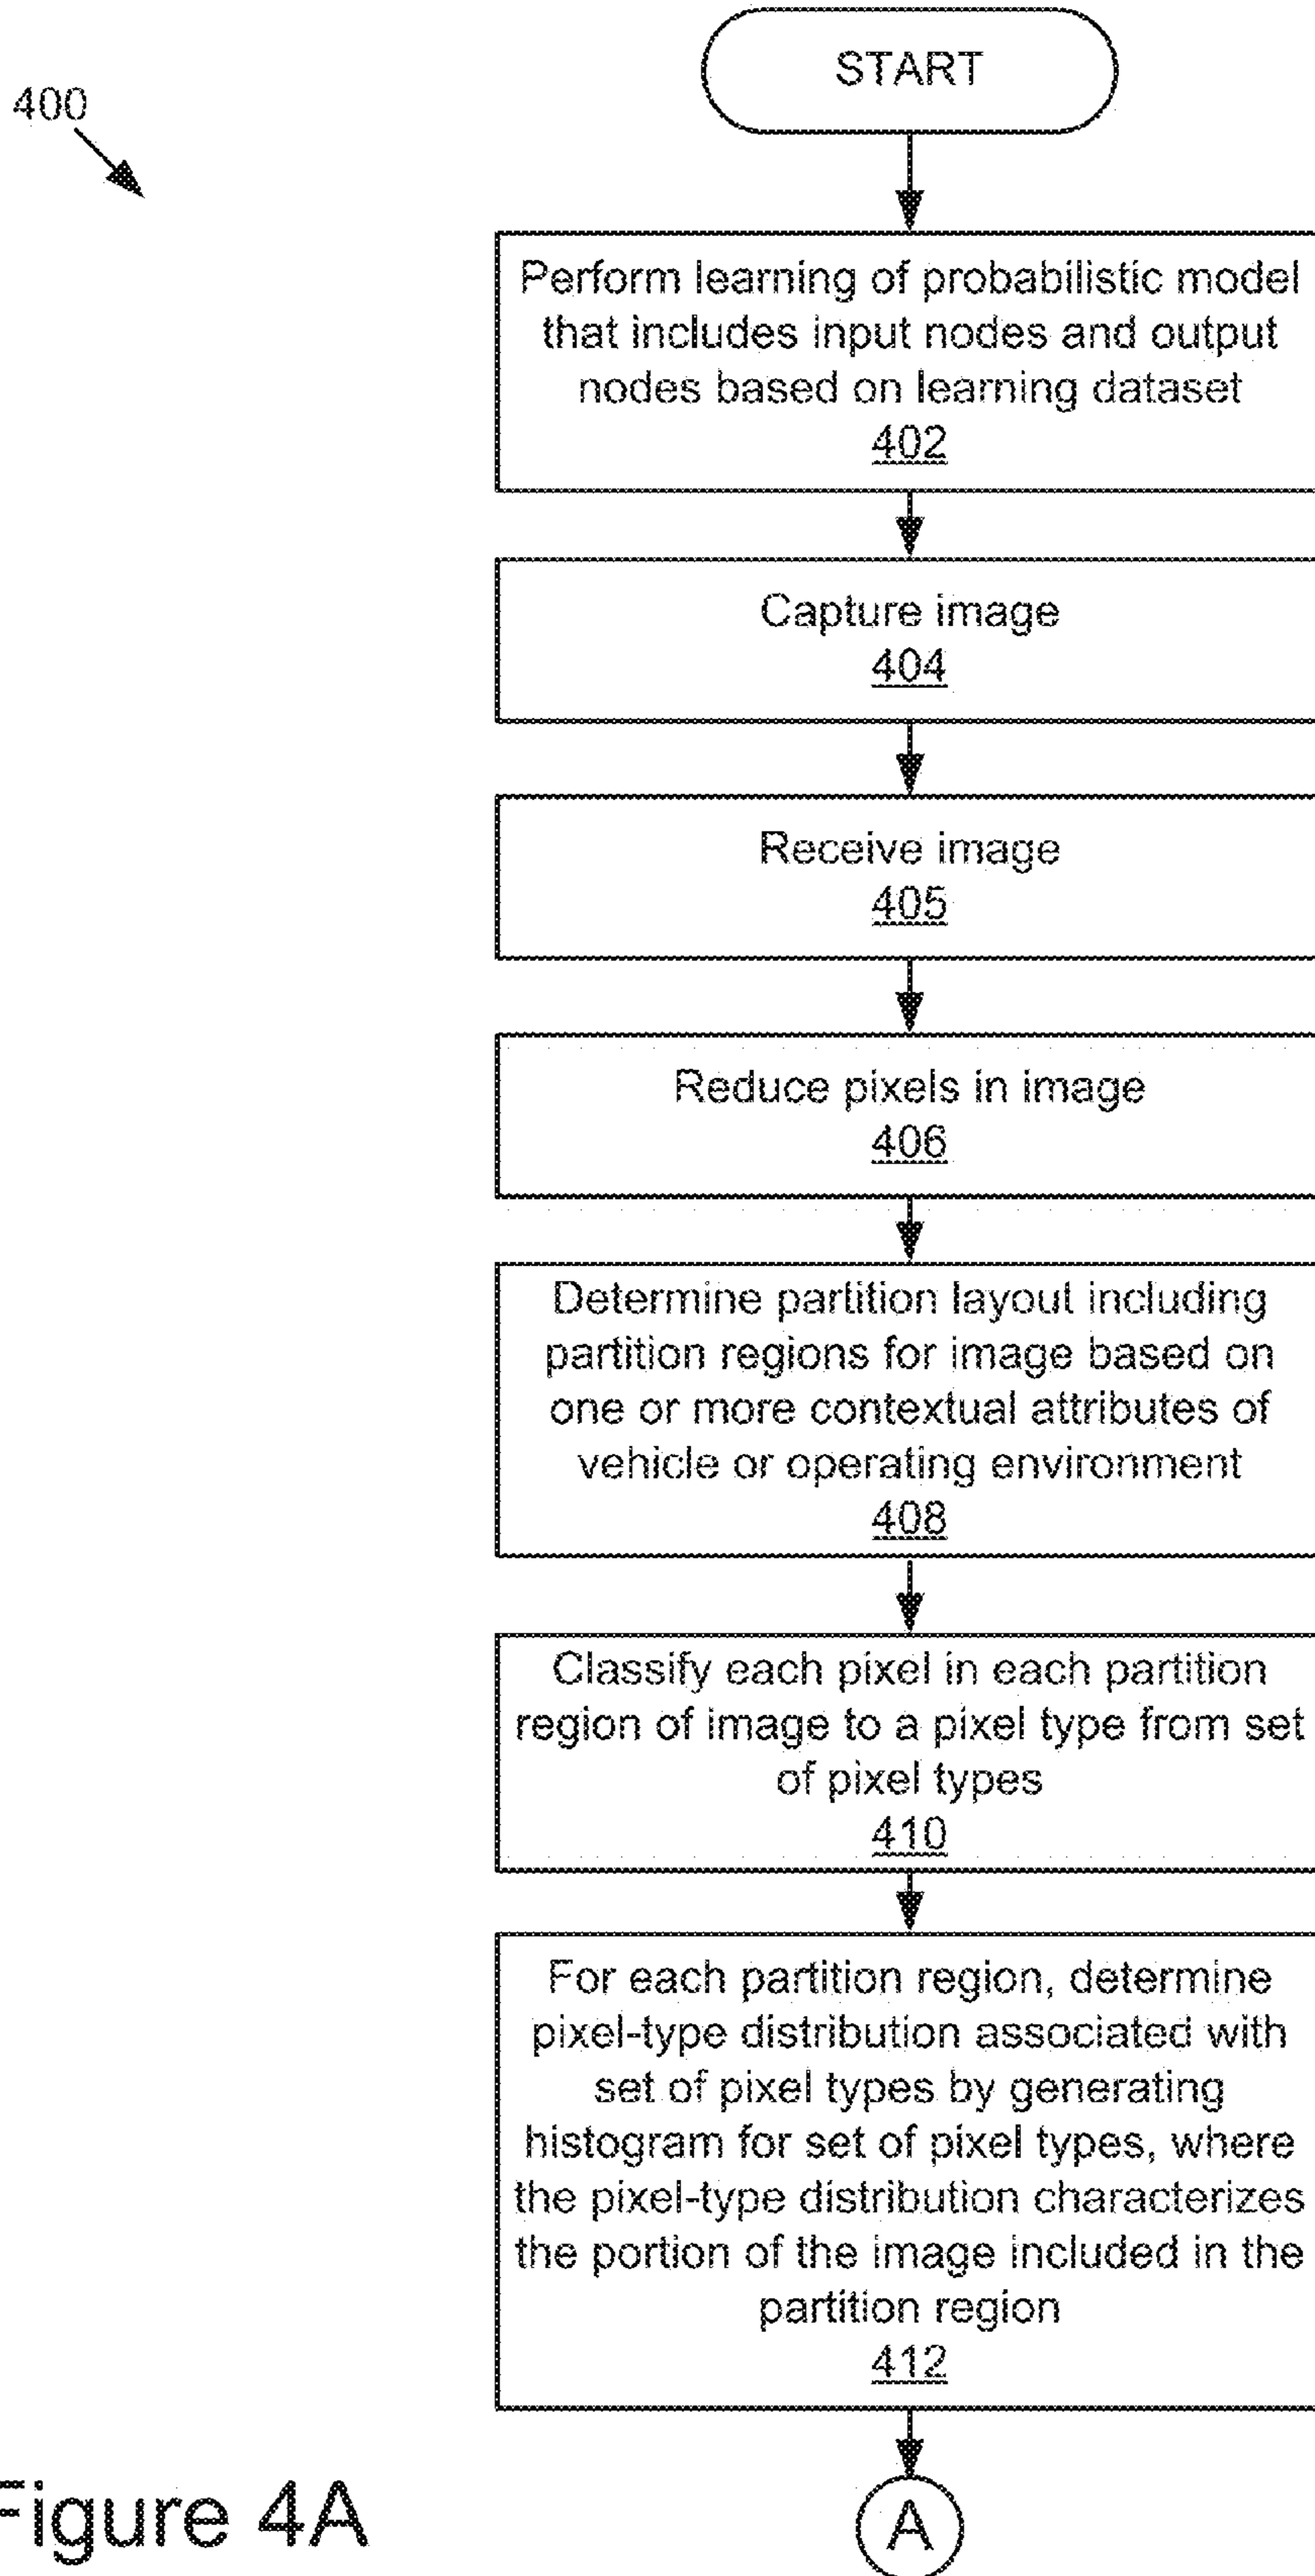 START
400
Perform learning of probabilistic model
that includes input nodes and output
nodes based on learning dataset
402
Capture image
404
Receive image
405
Reduce pixels in image
406
Determine partition layout including
partition regions for image based on
one or more contextual attributes of
vehicle or operating environment
408
Classify each pixel in each partition
region of image to a pixel type from set
of pixel types
410
For each partition region, determine
pixel-type distribution associated with
set of pixel types by generating
histogram for set of pixel types, where
the pixel-type distribution characterizes
the portion of the image included in the
partition region
412
Figure 4A
A